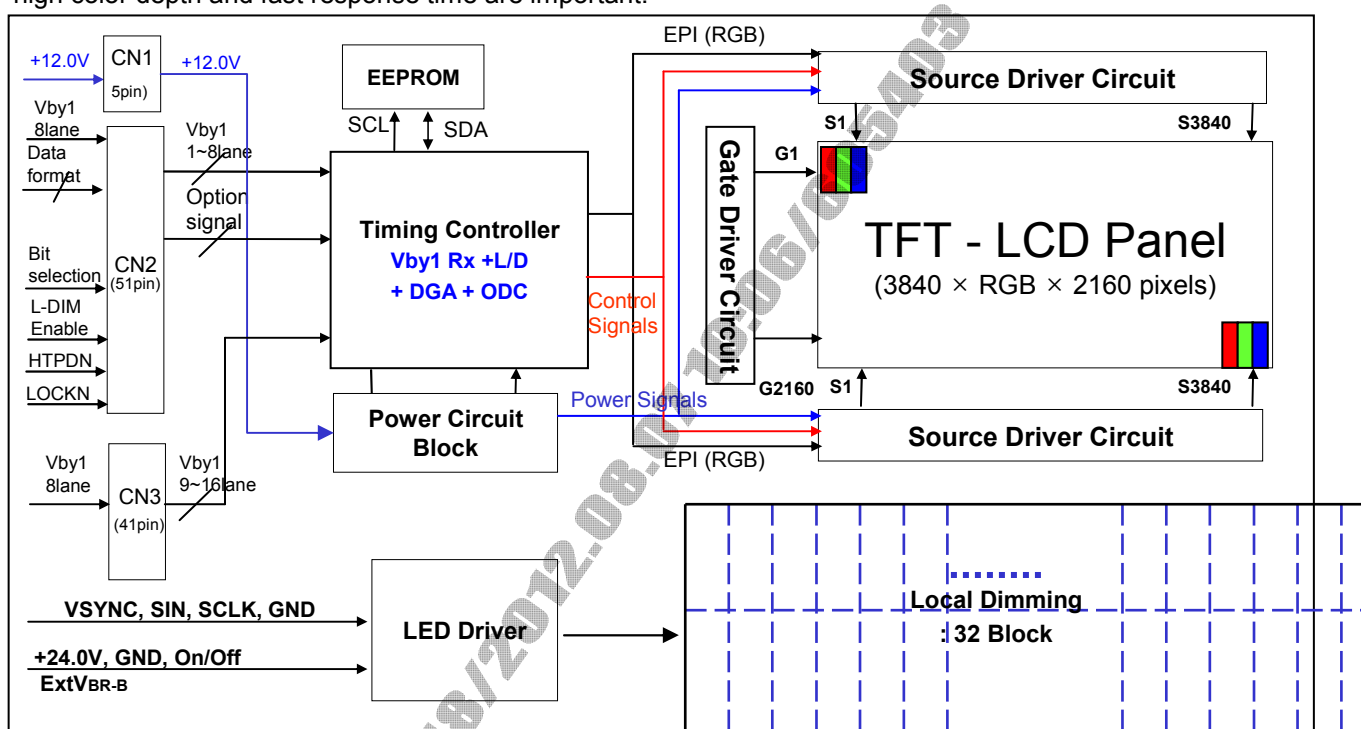 high color depth and fast response time are important.
+12.0V
CN1
5pin)
+12.0V
EEPROM
SCL
SDA
EPI (RGB)
Source Driver Circuit
S1
S3840
Vby1
8lane
Data
format
Vby1
1~8lane
Option
signal
Bit
selection
L-DIM
Enable
HTPDN
LOCKN
CN2
(51pin)
Timing Controller
Vby1 Rx +L/D
+ DGA + ODC
Control
Signals
Gate Driver Circuit
G1
G2160
TFT - LCD Panel
(3840 × RGB × 2160 pixels)
S1
S3840
Power Circuit
Block
Power Signals
Source Driver Circuit
EPI (RGB)
Vby1
8lane
CN3
(41pin)
Vby1
9~16lane
VSYNC, SIN, SCLK, GND
+24.0V, GND, On/Off
ExtVBR-B
LED Driver
Local Dimming
: 32 Block